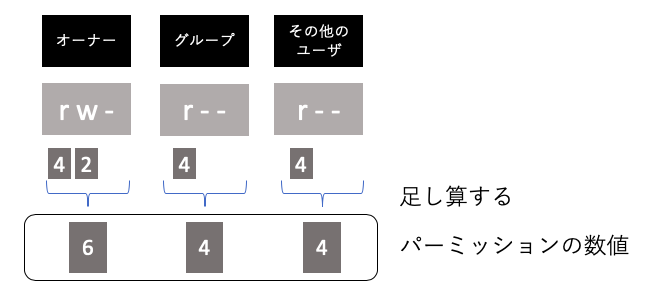 オーナー
グループ
その他の
ユーザ
rw-
r--
r--
4 2
4
4
足し算する
6
4
4
パーミッションの数値